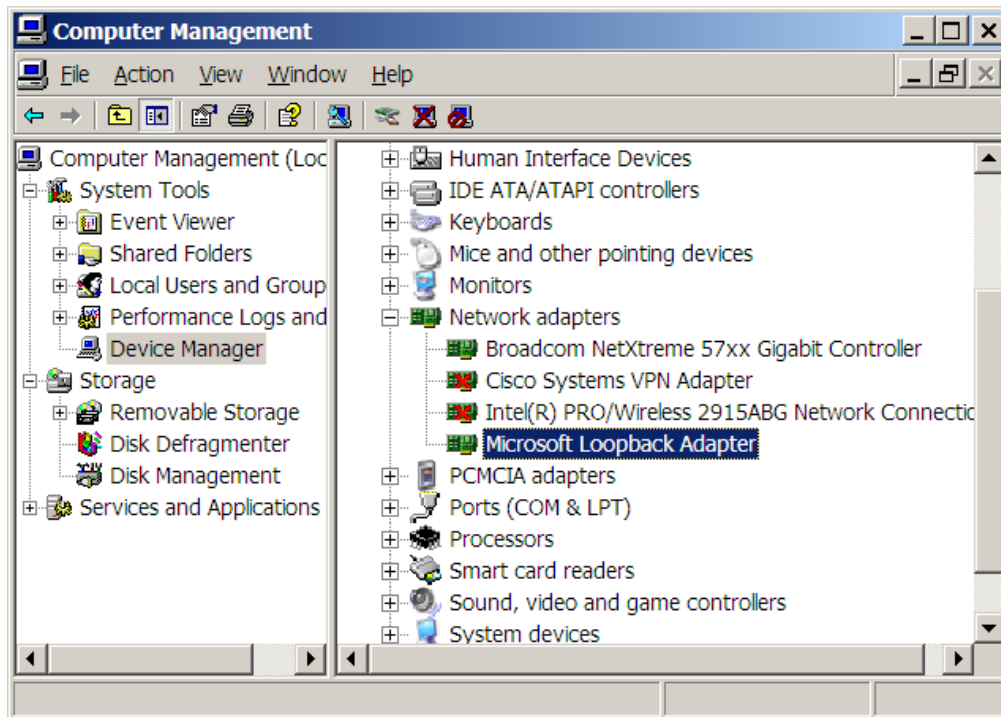 Computer Management
File Action View Window Help
Computer Management (Loc
System Tools
Event Viewer
Shared Folders
Local Users and Group
Performance Logs and
Device Manager
Storage
Removable Storage
Disk Defragmenter
Disk Management
Services and Applications
Human Interface Devices
IDE ATA/ATAPI controllers
Keyboards
Mice and other pointing devices
Monitors
Network adapters
Broadcom NetXtreme 57xx Gigabit Controller
Cisco Systems VPN Adapter
Intel(R) PRO/Wireless 2915ABG Network Connectic
Microsoft Loopback Adapter
PCMCIA adapters
Ports (COM & LPT)
Processors
Smart card readers
Sound, video and game controllers
System devices